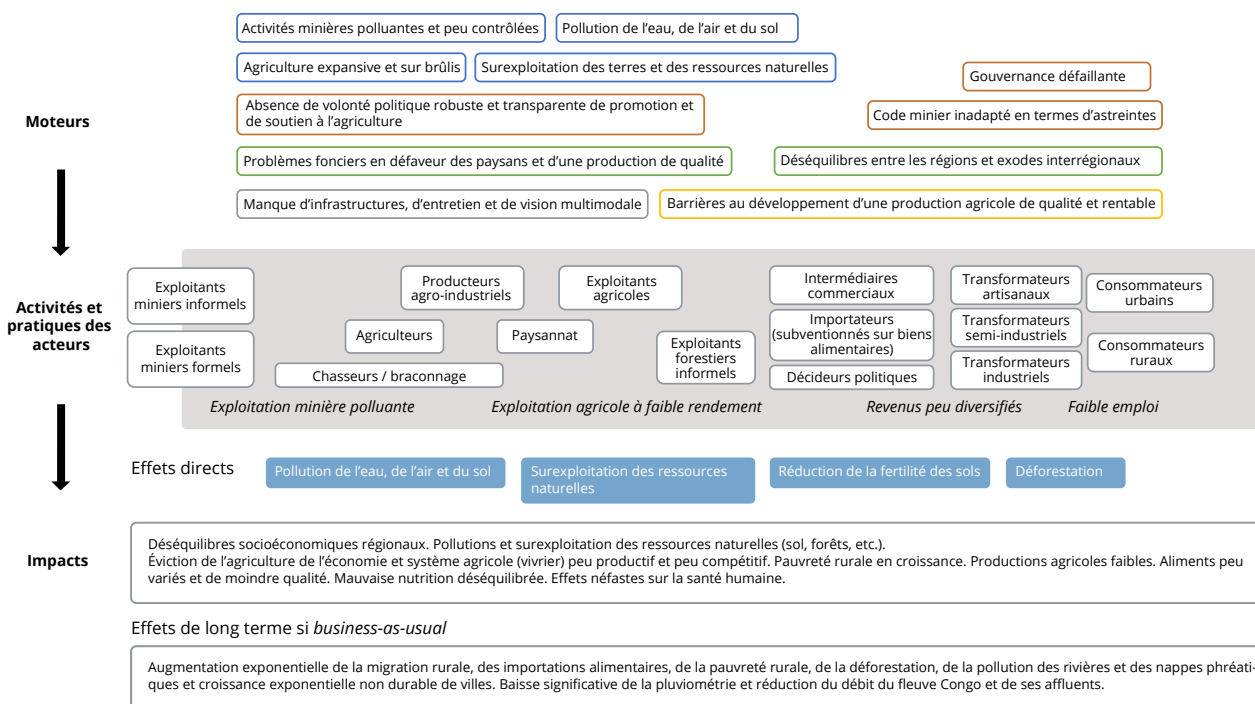 Activités minières polluantes et peu contrôlées
Pollution de l’eau, de l’air et du sol
Agriculture expansive et sur brûlis
Surexploitation des terres et des ressources naturelles
Gouvernance défaillante
Moteurs
Absence de volonté politique robuste et transparente de promotion et
de soutien à l’agriculture
Code minier inadapté en termes d’astreintes
Problèmes fonciers en défaveur des paysans et d’une production de qualité
Déséquilibres entre les régions et exodes interrégionaux
Manque d’infrastructures, d’entretien et de vision multimodale
Barrières au développement d’une production agricole de qualité et rentable
Activités et
pratiques des
acteurs
Exploitants
miniers informels
Exploitants
miniers formels
Producteurs
agro-industriels
Exploitants
agricoles
Agriculteurs
Paysannat
Chasseurs / braconnage
Exploitants
forestiers
informels
Intermédiaires
commerciaux
Importateurs
(subventionnés sur biens
alimentaires)
Décideurs politiques
Transformateurs
artisanaux
Transformateurs
semi-industriels
Transformateurs
industriels
Consommateurs
urbains
Consommateurs
ruraux
Exploitation minière polluante
Exploitation agricole à faible rendement
Revenus peu diversifiés
Faible emploi
Effets directs
Pollution de l’eau, de l’air et du sol
Surexploitation des ressources
naturelles
Réduction de la fertilité des sols
Déforestation
Impacts
Déséquilibres socioéconomiques régionaux. Pollutions et surexploitation des ressources naturelles (sol, forêts, etc.).
Éviction de l’agriculture de l’économie et système agricole (vivrier) peu productif et peu compétitif. Pauvreté rurale en croissance. Productions agricoles faibles. Aliments peu
variés et de moindre qualité. Mauvaise nutrition déséquilibrée. Effets néfastes sur la santé humaine.
Effets de long terme si business-as-usual
Augmentation exponentielle de la migration rurale, des importations alimentaires, de la pauvreté rurale, de la déforestation, de la pollution des rivières et des nappes phréati-
ques et croissance exponentielle non durable de villes. Baisse significative de la pluviométrie et réduction du débit du fleuve Congo et de ses affluents.